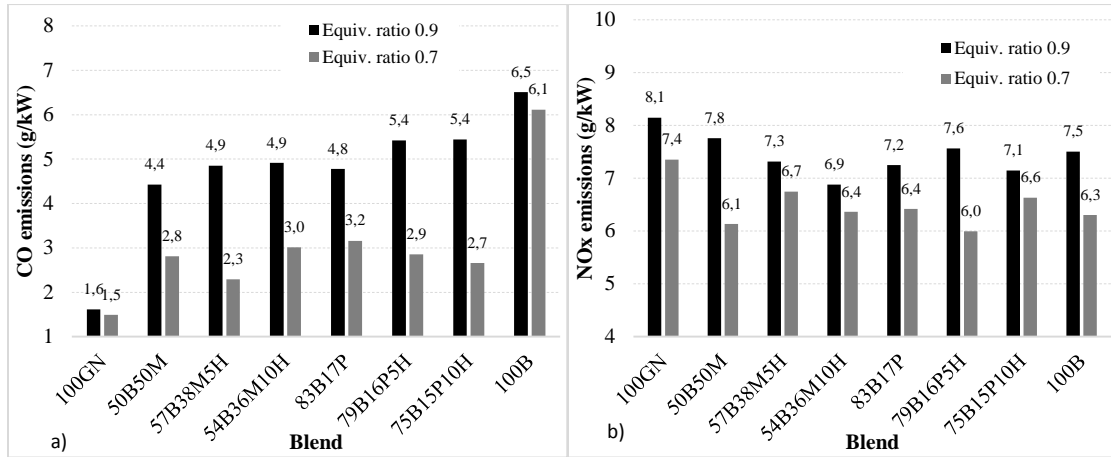 8
7
6
5
4
3
2
1
CO emissions (g/kW)
Equiv. ratio 0.9
Equiv. ratio 0.7
1,6
1,5
4,4
2,8
4,9
2,3
4,9
3,0
4,8
3,2
5,4
2,9
5,4
2,7
6,5
6,1
100GN
50B50M
57B38M5H
54B36M10H
83B17P
79B16P5H
75B15P10H
100B
a)
Blend
10
9
8
7
6
5
4
NOx emissions (g/kW)
Equiv. ratio 0.9
Equiv. ratio 0.7
8,1
7,4
7,8
6,1
7,3
6,7
6,9
6,4
7,2
6,4
7,6
6,0
7,1
6,6
7,5
6,3
100GN
50B50M
57B38M5H
54B36M10H
83B17P
79B16P5H
75B15P10H
100B
b)
Blend